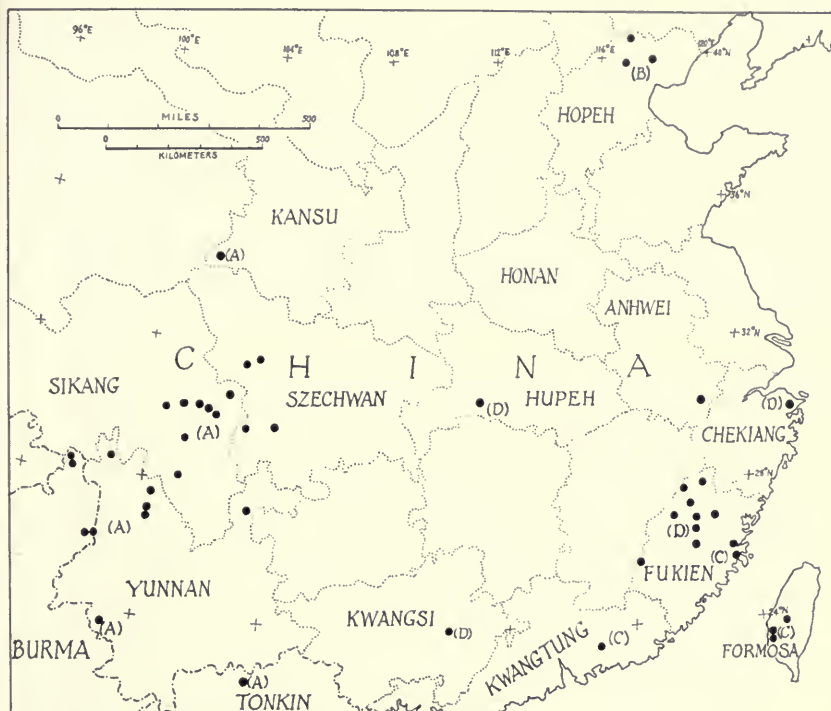 96°E
100°E
104°E
108°E
112°E
116°E
120°E
40°N
(B)
MILES
0 500
0 500
KILOMETERS
HOPEH
36°N
KANSU
(A)
HONAN
ANHWEI
32°N
C H I N A
SIKANG
SZECHWAN
HUPEH
(D)
(D)
CHEKIANG
(A)
28°N
(A)
(D)
(C)
FUKIEN
YUNNAN
KWANGSI
24°N
(A)
(D)
(C)
(C)
BURMA
KWANGTUNG
FORMOSA
(A)
TONKIN